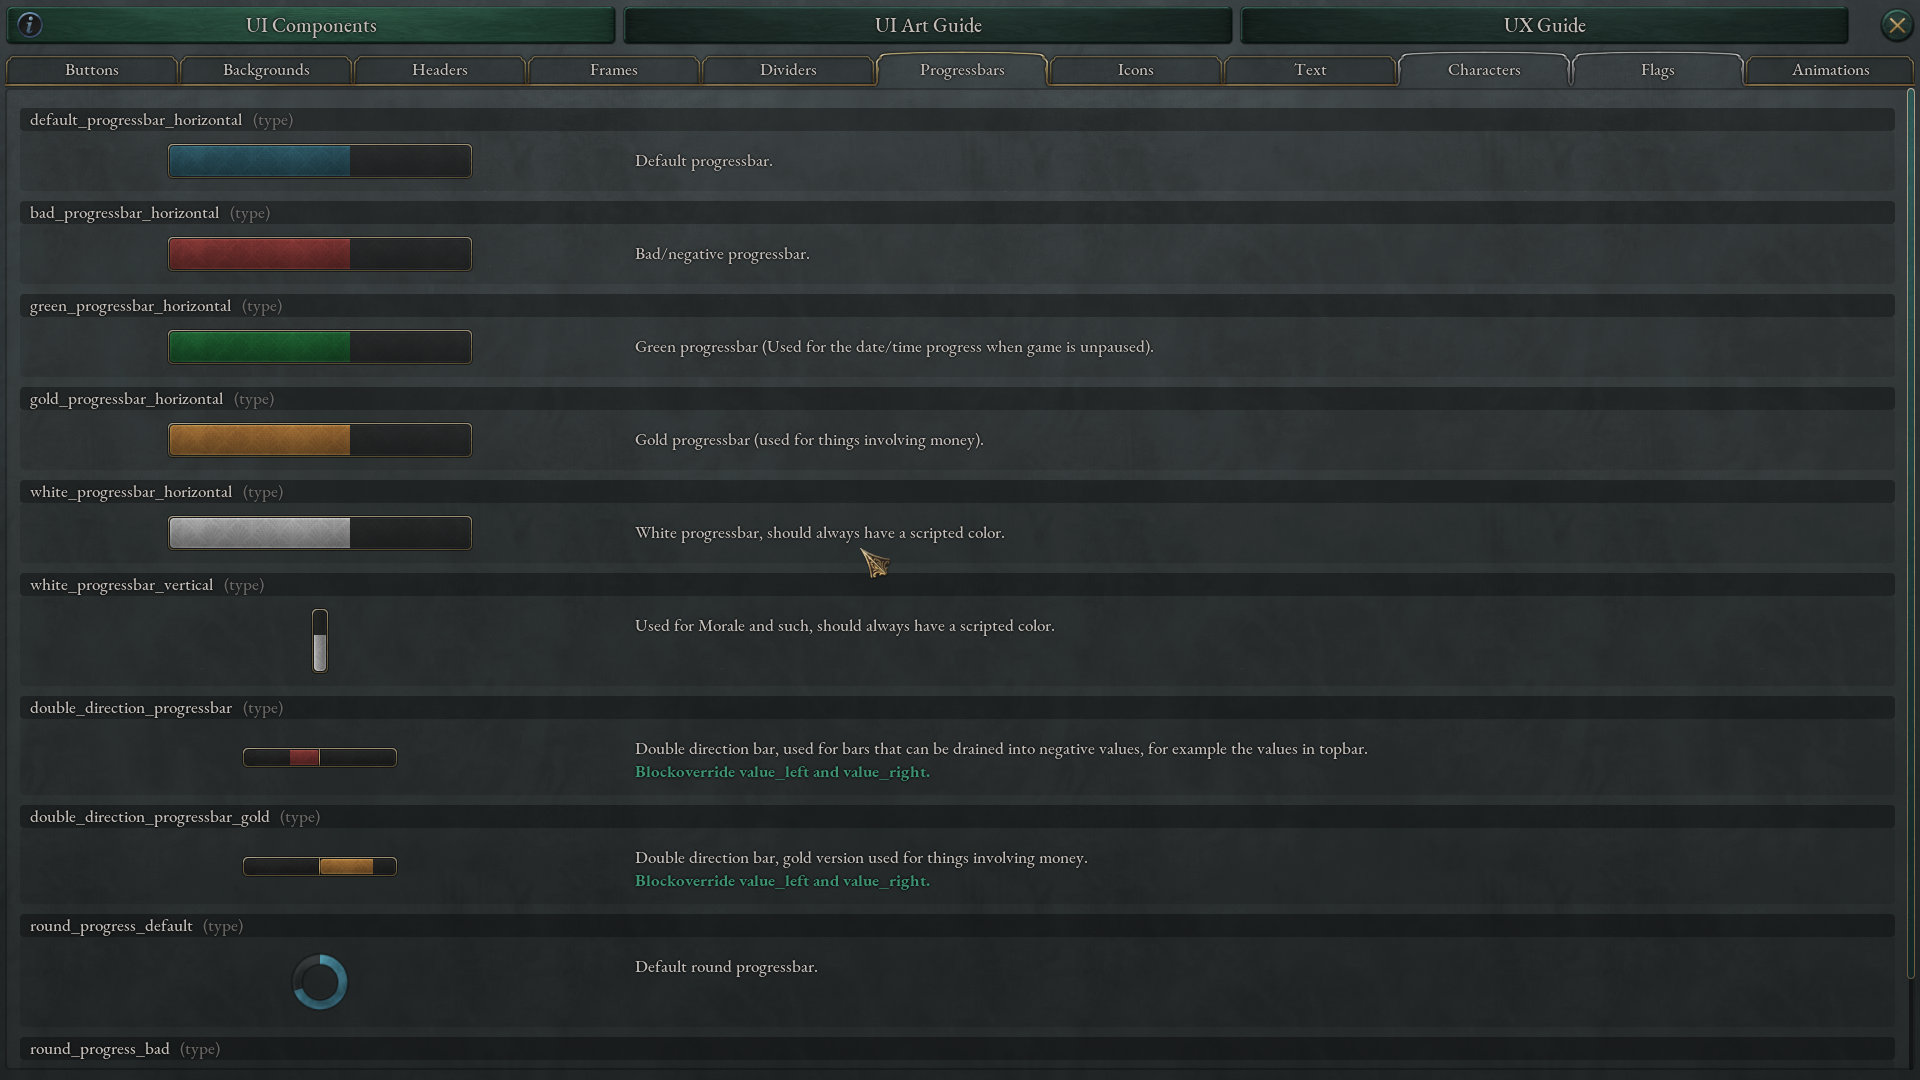 UI Components
UI Art Guide
UX Guide
Buttons
Backgrounds
Headers
Frames
Dividers
Progressbars
Icons
Text
Characters
Flags
Animations
default_progressbar_horizontal (type)
Default progressbar.
bad_progressbar_horizontal (type)
Bad/negative progressbar.
green_progressbar_horizontal (type)
Green progressbar (Used for the date/time progress when game is unpaused).
gold_progressbar_horizontal (type)
Gold progressbar (used for things involving money).
white_progressbar_horizontal (type)
White progressbar, should always have a scripted color.
white_progressbar_vertical (type)
Used for Morale and such, should always have a scripted color.
double_direction_progressbar (type)
Double direction bar, used for bars that can be drained into negative values, for example the values in topbar.
Blockoverride value_left and value_right.
double_direction_progressbar_gold (type)
Double direction bar, gold version used for things involving money.
Blockoverride value_left and value_right.
round_progress_default (type)
Default round progressbar.
round_progress_bad (type)